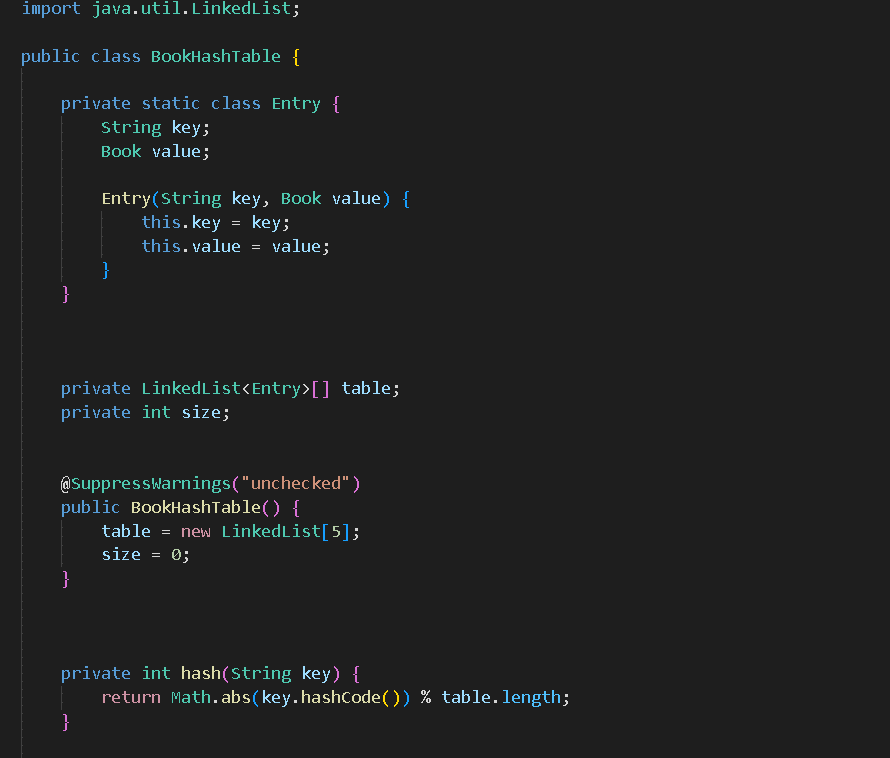 import java.util.LinkedList;
public class BookHashTable {
private static class Entry {
String key;
Book value;
Entry(String key, Book value) {
this.key = key;
this.value = value;
}
}
private LinkedList<Entry>[] table;
private int size;
@SuppressWarnings("unchecked")
public BookHashTable() {
table = new LinkedList[5];
size = 0;
}
private int hash(String key) {
return Math.abs(key.hashCode()) % table.length;
}